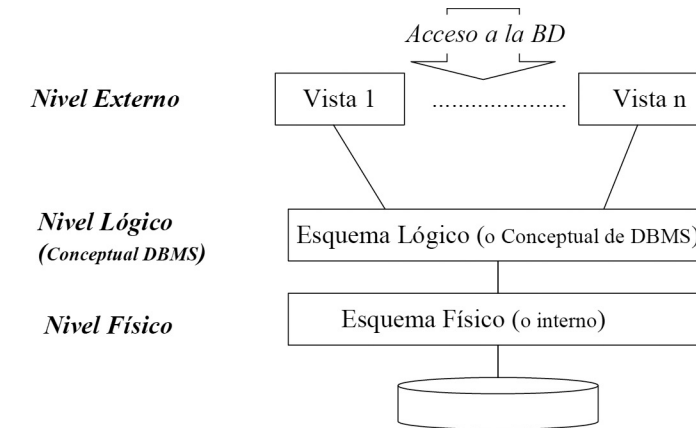 Acceso a la BD
Nivel Externo
Vista 1
......................
Vista n
Nivel Lógico
(Conceptual DBMS)
Esquema Lógico (o Conceptual de DBMS)
Nivel Físico
Esquema Físico (o interno)